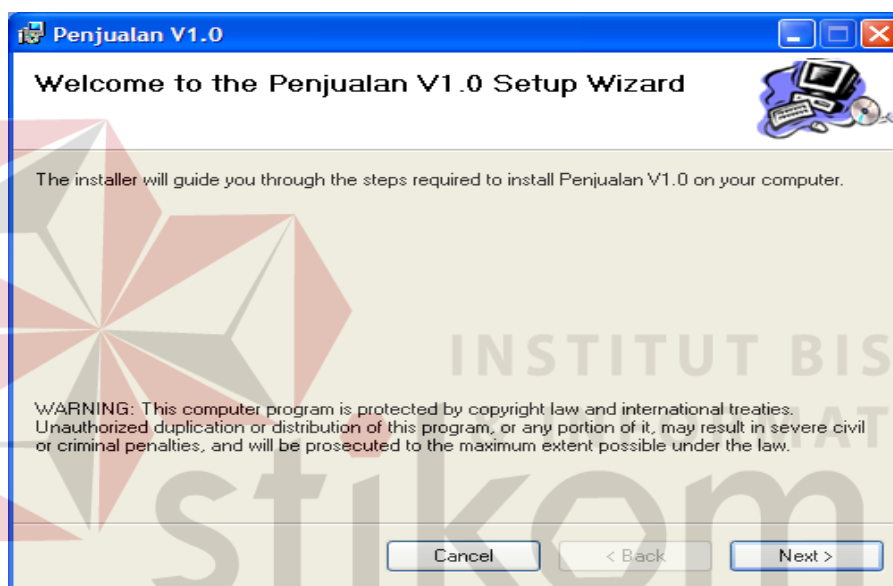 Penjualan V1.0
Welcome to the Penjualan V1.0 Setup Wizard
The installer will guide you through the steps required to install Penjualan V1.0 on your computer.
INSTITUT BIS
WARNING: This computer program is protected by copyright law and international treaties.
Unauthorized duplication or distribution of this program, or any portion of it, may result in severe civil
or criminal penalties, and will be prosecuted to the maximum extent possible under the law.
& INFORMAT
stikom
Cancel
< Back
Next >